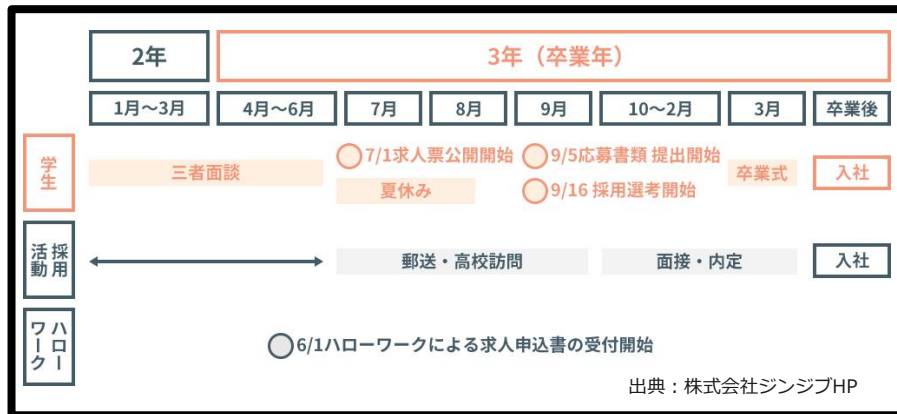 2年
3年（卒業年）
1月～3月
4月～6月
7月
8月
9月
10～2月
3月
卒業後
学生
三者面談
7/1求人票公開開始
夏休み
9/5応募書類 提出開始
9/16 採用選考開始
卒業式
入社
採用
活動
郵送・高校訪問
面接・内定
入社
ハロー
ワーク
6/1ハローワークによる求人申込書の受付開始
出典：株式会社ジンジブHP